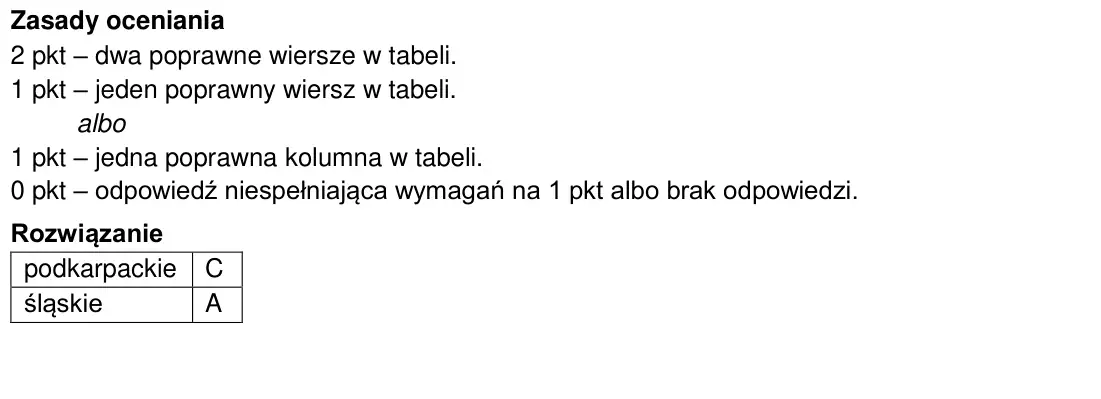 Zasady oceniania
2 pkt – dwa poprawne wiersze w tabeli.
1 pkt – jeden poprawny wiersz w tabeli.
albo
1 pkt – jedna poprawna kolumna w tabeli.
0 pkt – odpowiedź niespełniająca wymagań na 1 pkt albo brak odpowiedzi.
Rozwiązanie
podkarpackie C
śląskie A